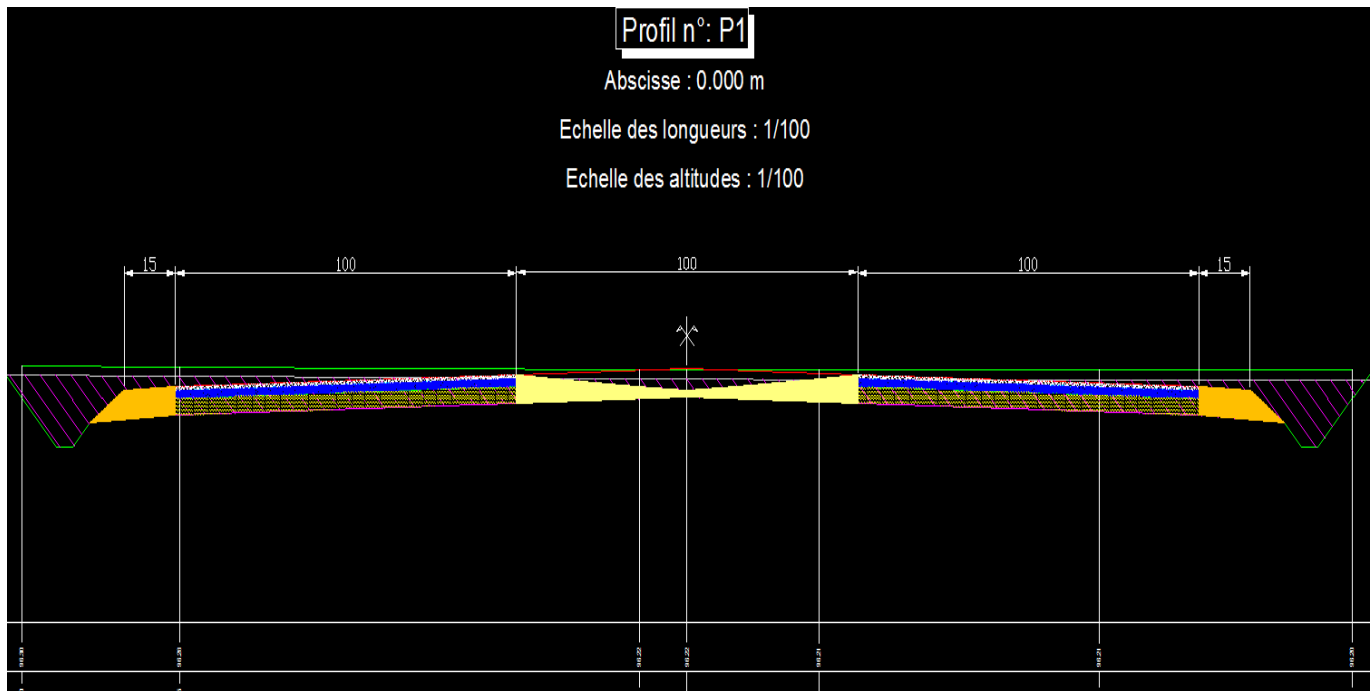 Profil n°: P1
Abscisse : 0.000 m
Echelle des longueurs : 1/100
Echelle des altitudes : 1/100
15 100 100 100 15